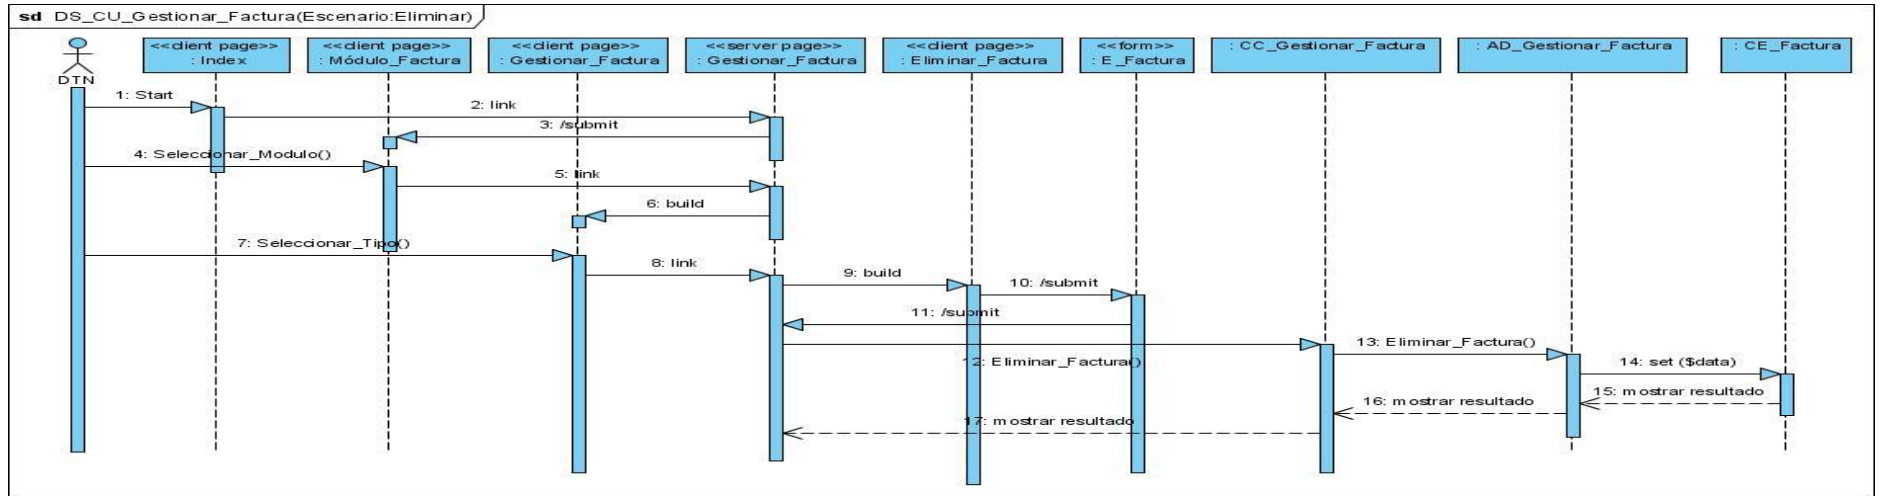 sd DS_CU_Gestionar_Factura(Escenario:Eliminar)
DTN
<<client page>>
: Index
<<client page>>
: Módulo_Factura
<<client page>>
: Gestionar_Factura
<<server page>>
: Gestionar_Factura
<<client page>>
: Eliminar_Factura
<<form>>
: E_Factura
: CC_Gestionar_Factura
: AD_Gestionar_Factura
: CE_Factura
1: Start
2: link
3: /submit
4: Seleccionar_Modulo()
5: link
6: build
7: Seleccionar_Tipo()
8: link
9: build
10: /submit
11: /submit
12: Eliminar_Factura()
13: Eliminar_Factura()
14: set ($data)
15: mostrar resultado
16: mostrar resultado
17: mostrar resultado